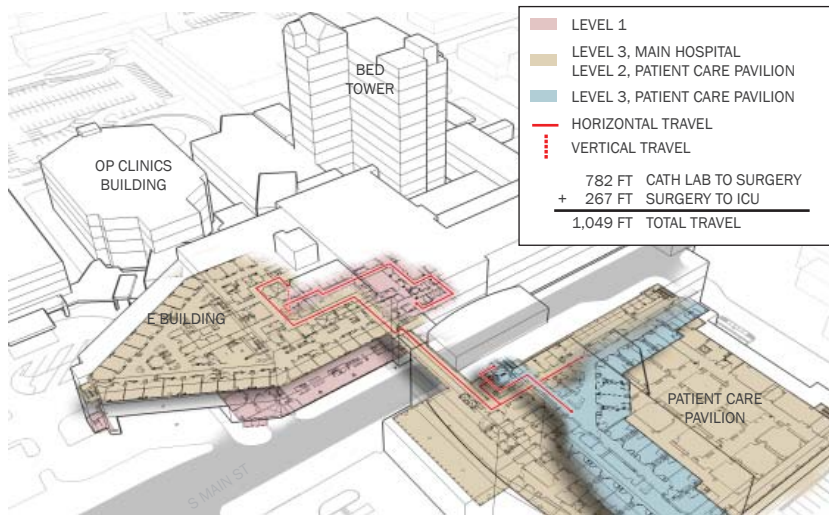 LEVEL 1
LEVEL 3, MAIN HOSPITAL
LEVEL 2, PATIENT CARE PAVILION
LEVEL 3, PATIENT CARE PAVILION
HORIZONTAL TRAVEL
VERTICAL TRAVEL
782 FT CATH LAB TO SURGERY
+ 267 FT SURGERY TO ICU
1,049 FT TOTAL TRAVEL
BED
TOWER
OP CLINICS
BUILDING
E BUILDING
PATIENT CARE
PAVILION
S MAIN ST